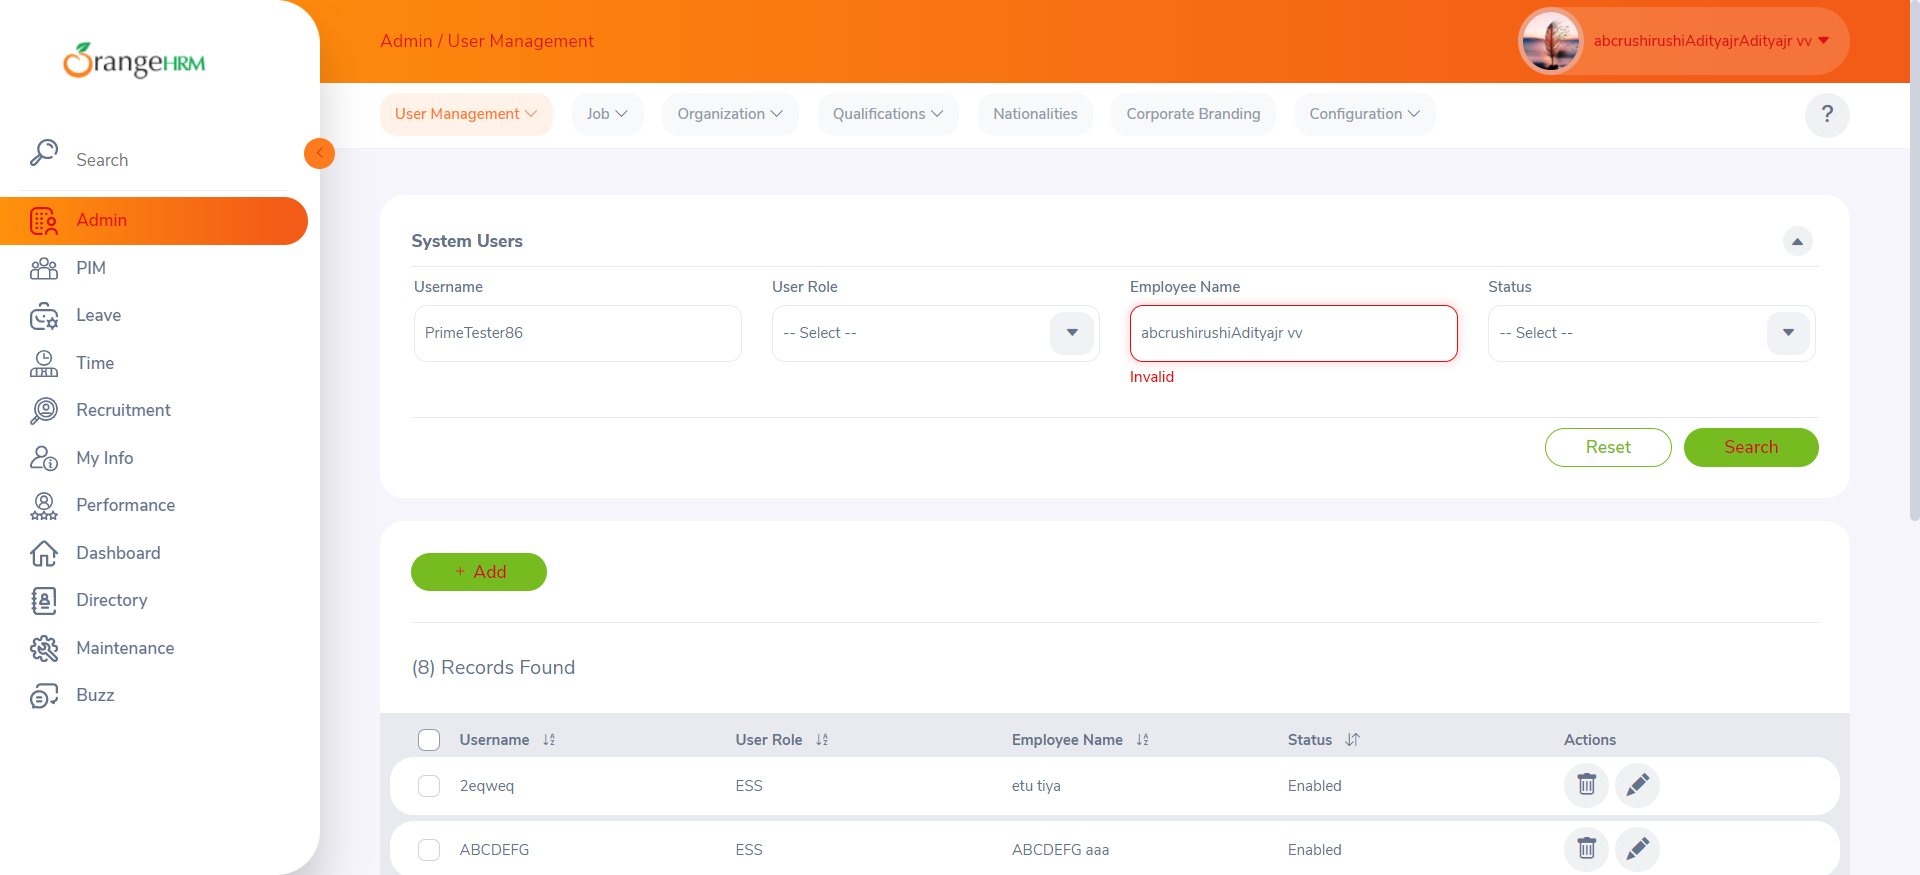 OrangeHRM
Admin / User Management
abcrushirushiAdityajrAdityajr vv
User Management
Job
Organization
Qualifications
Nationalities
Corporate Branding
Configuration
?
Search
Admin
PIM
Leave
Time
Recruitment
My Info
Performance
Dashboard
Directory
Maintenance
Buzz
System Users
Username
User Role
Employee Name
Status
PrimeTester86
-- Select --
abcrushirushiAdityajr vv
-- Select --
Invalid
Reset
Search
+ Add
(8) Records Found
Username
User Role
Employee Name
Status
Actions
2eqweq
ESS
etu tiya
Enabled
ABCDEFG
ESS
ABCDEFG aaa
Enabled